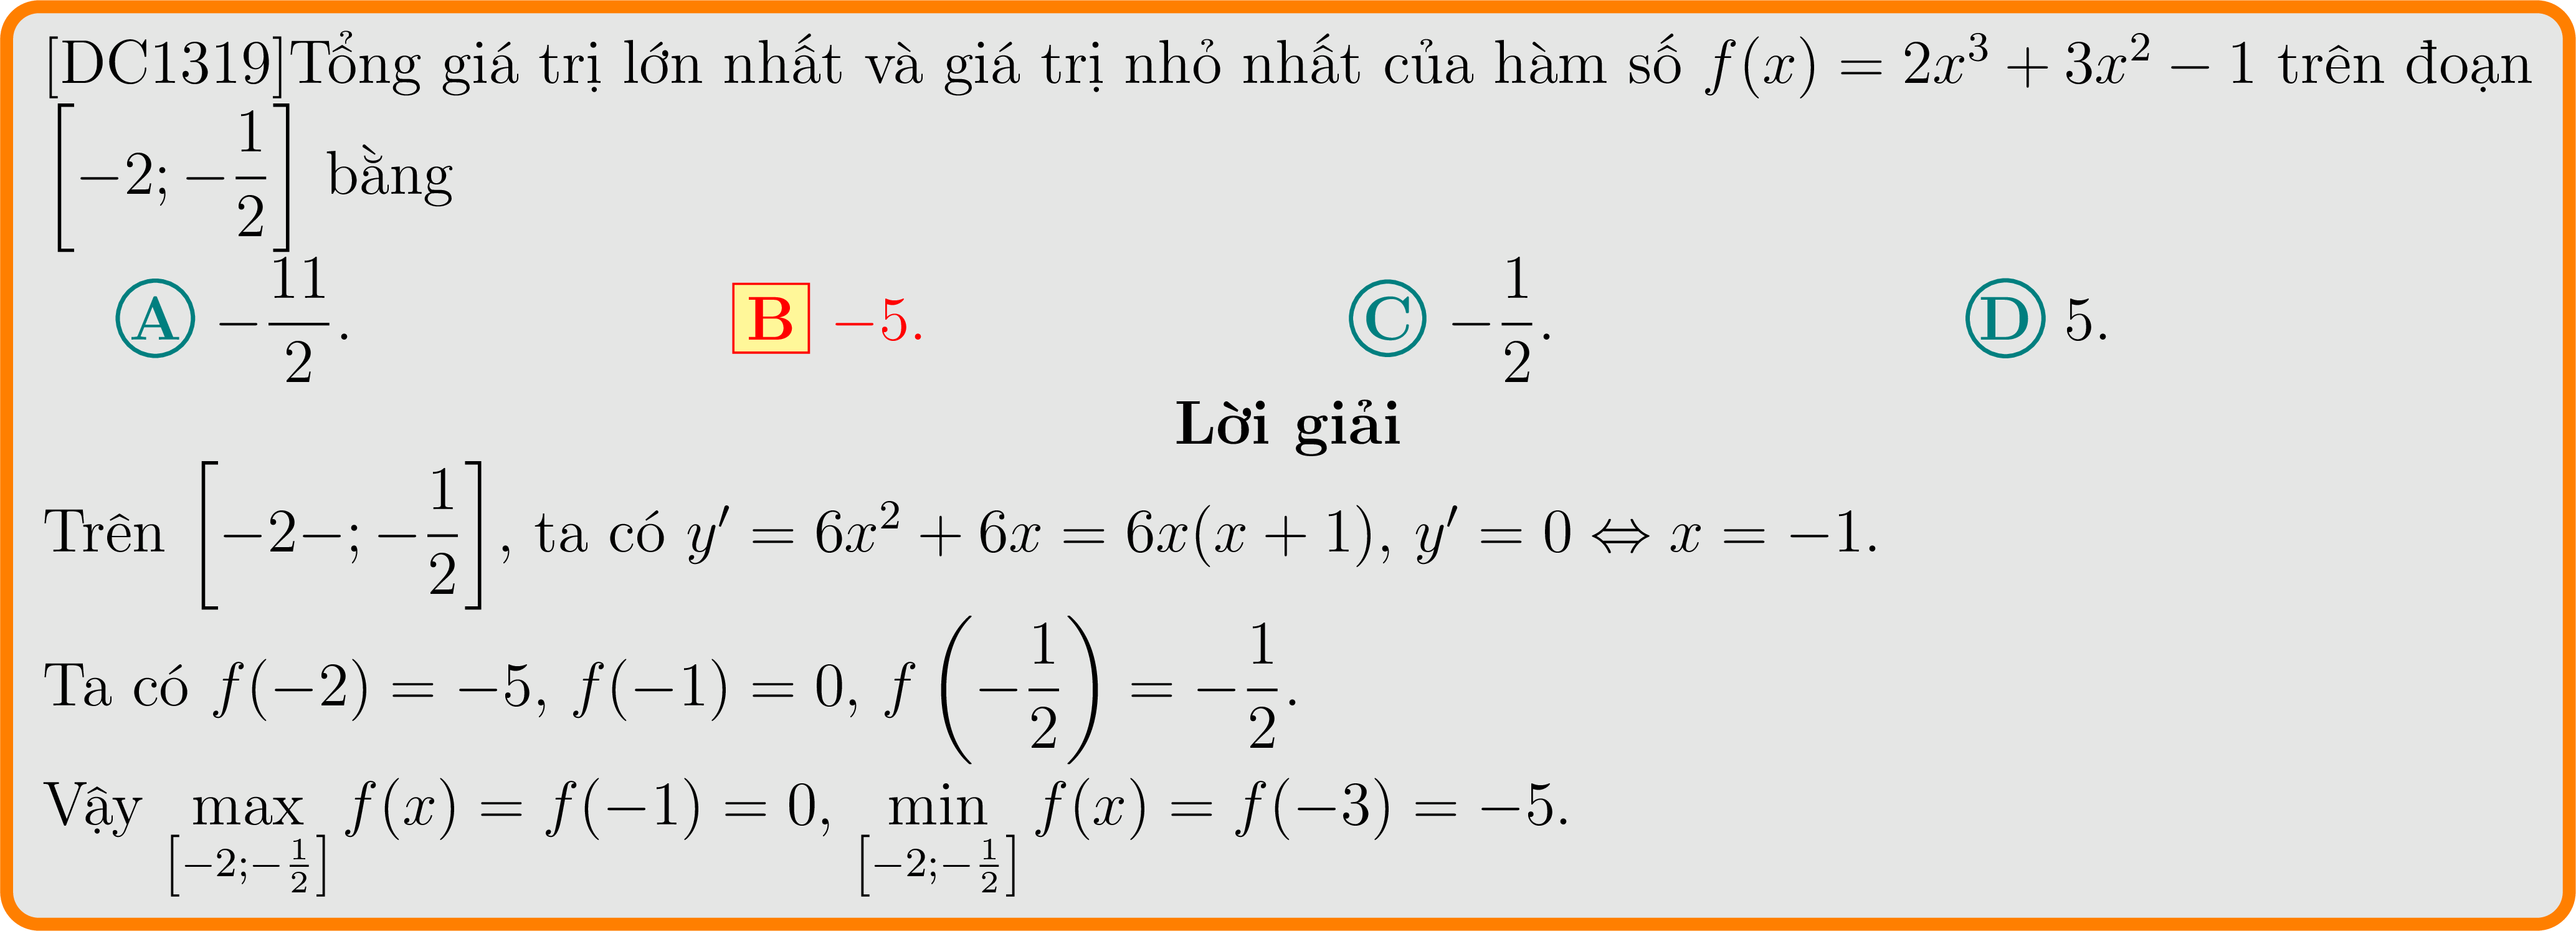 [DC1319]Tổng giá trị lớn nhất và giá trị nhỏ nhất của hàm số $f(x) = 2x^3 + 3x^2 - 1$ trên đoạn
$\left[-2; -\frac{1}{2}\right]$ bằng
A $-\frac{11}{2}$. B $-5$. C $-\frac{1}{2}$. D $5$.
Lời giải
Trên $\left[-2-; -\frac{1}{2}\right]$, ta có $y' = 6x^2 + 6x = 6x(x + 1)$, $y' = 0 \Leftrightarrow x = -1$.
Ta có $f(-2) = -5$, $f(-1) = 0$, $f\left(-\frac{1}{2}\right) = -\frac{1}{2}$.
Vậy $\max_{\left[-2;-\frac{1}{2}\right]} f(x) = f(-1) = 0$, $\min_{\left[-2;-\frac{1}{2}\right]} f(x) = f(-3) = -5$.